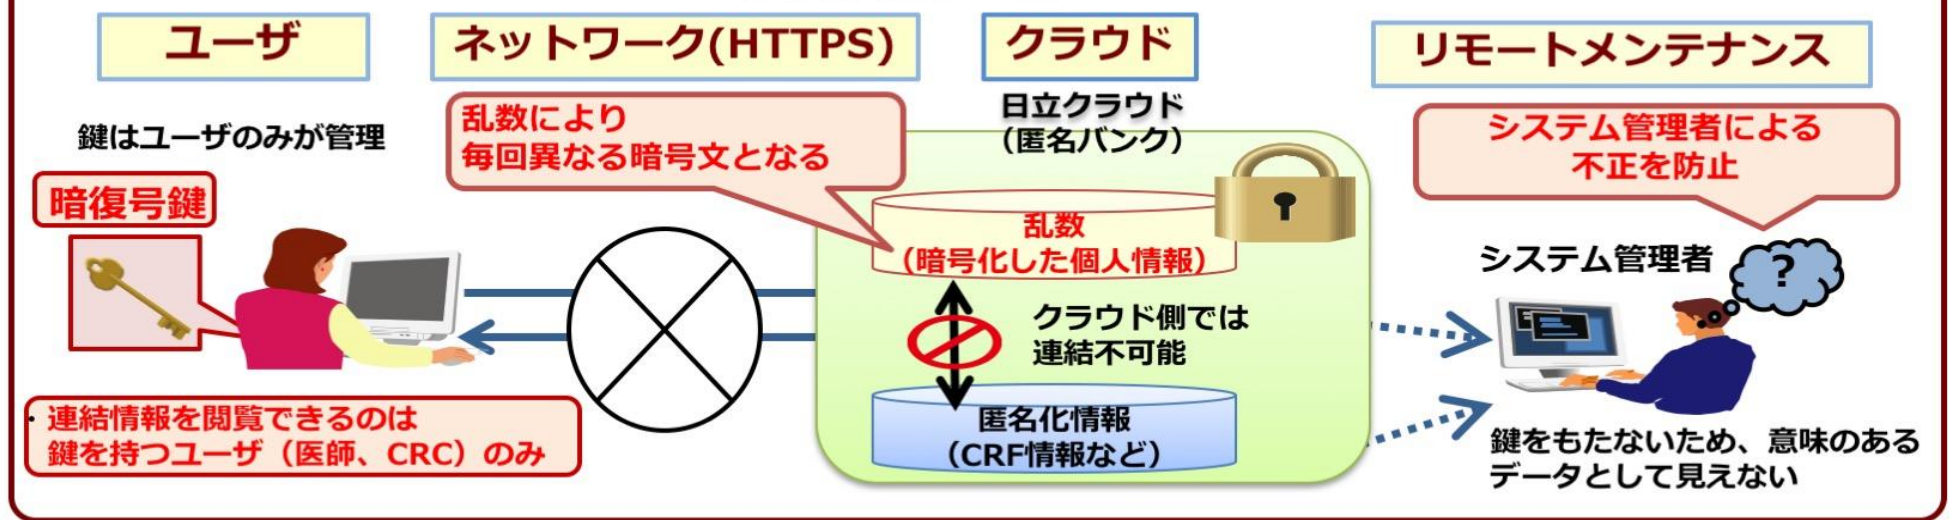 ユーザ
ネットワーク(HTTPS)
クラウド
リモートメンテナンス
鍵はユーザのみが管理
暗復号鍵
・連結情報を閲覧できるのは
鍵を持つユーザ（医師、CRC）のみ
乱数により
毎回異なる暗号文となる
日立クラウド
（匿名バンク）
乱数
（暗号化した個人情報）
クラウド側では
連結不可能
匿名化情報
（CRF情報など）
システム管理者による
不正を防止
システム管理者
?
鍵をもたないため、意味のある
データとして見えない